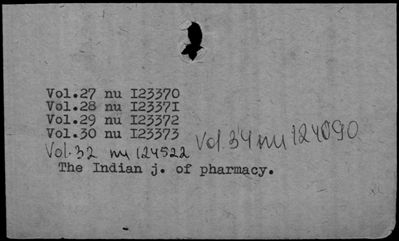 Vol.27 nu I23370
Vol.28 nu I2337I
Vol.29 nu I23372
Vol.30 nu I23373
Vol.32 nu 124522
Vol 34 nu 124090
The Indian j. of pharmacy.